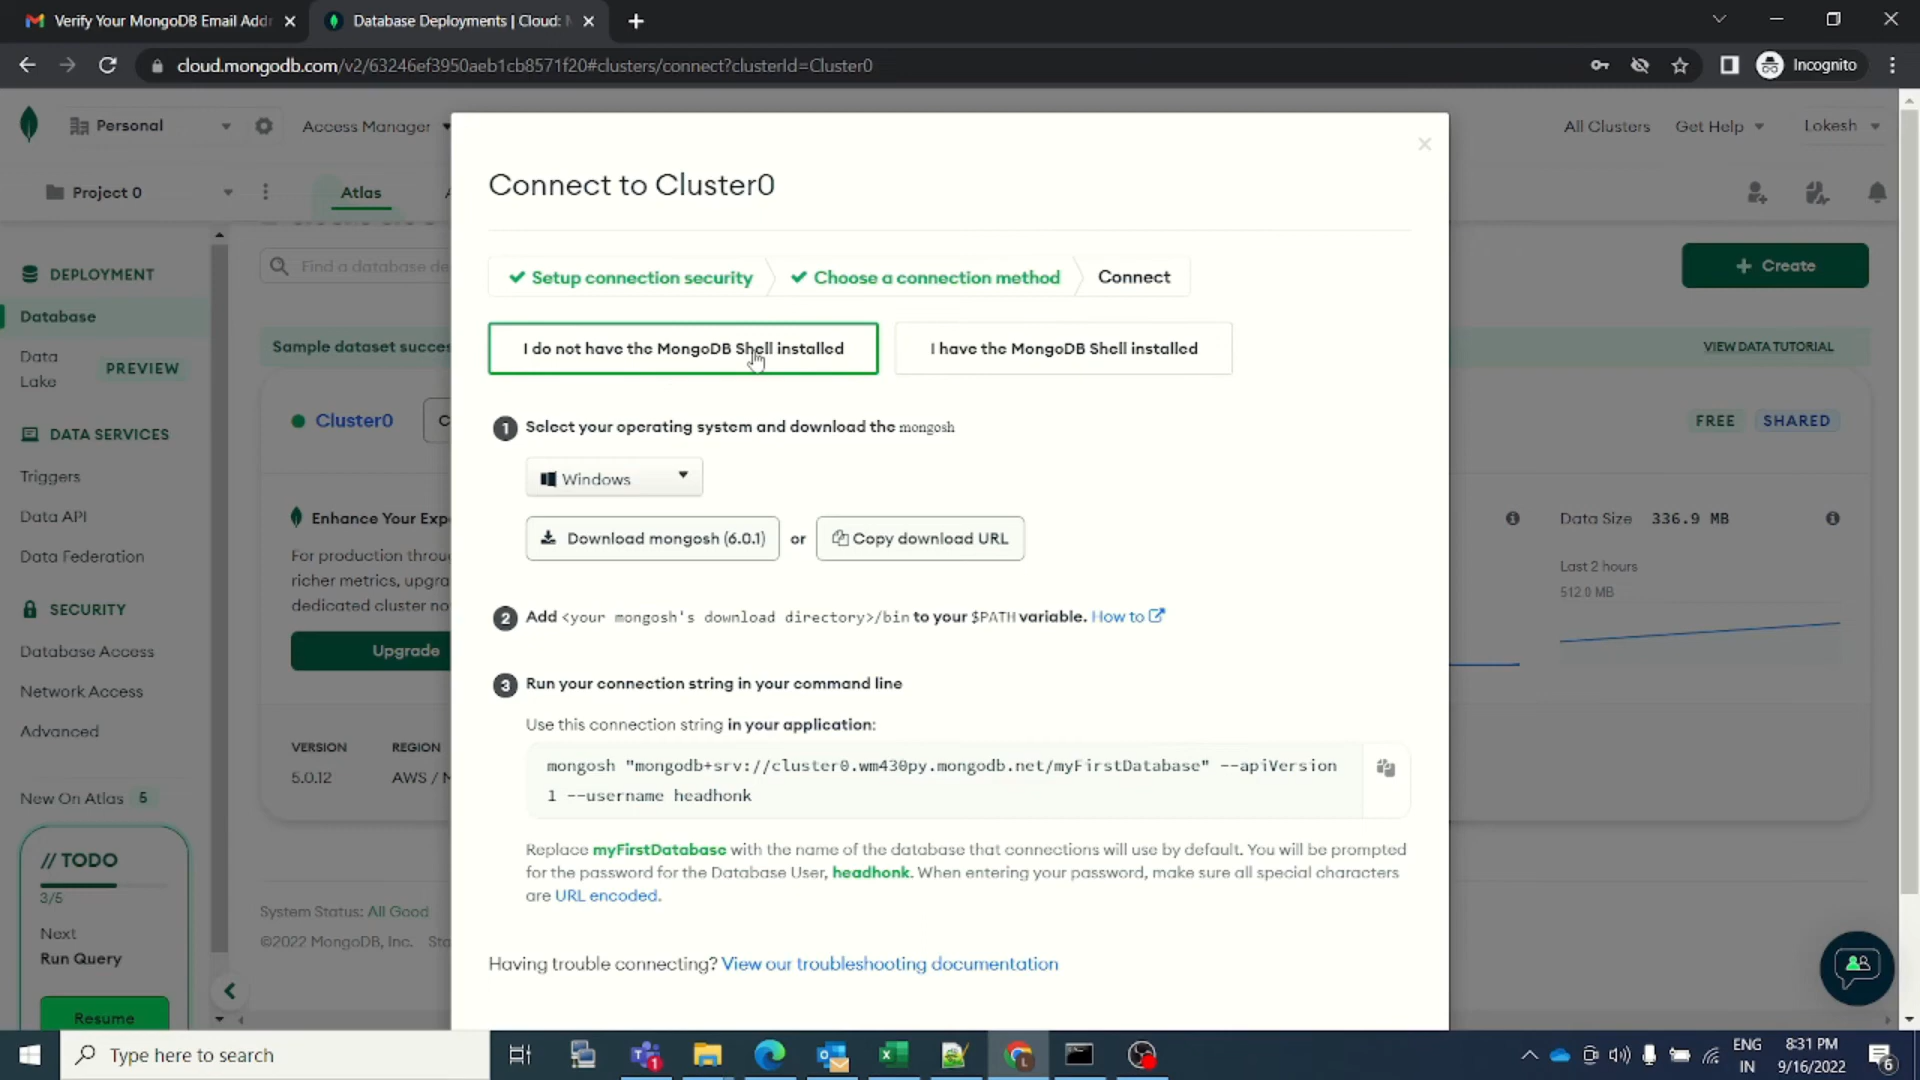 Verify Your MongoDB Email Addr
Database Deployments | Cloud: M
cloud.mongodb.com/v2/63246ef3950aeb1cb8571f20#clusters/connect?clusterId=Cluster0
Incognito
Personal
Access Manager
All Clusters
Get Help
Lokesh
Project 0
Atlas
Connect to Cluster0
DEPLOYMENT
Database
Data Lake
PREVIEW
DATA SERVICES
Triggers
Data API
Data Federation
SECURITY
Database Access
Network Access
Advanced
New On Atlas 5
// TODO
3/5
Next
Run Query
Resume
Find a database de
+ Create
Sample dataset succes
VIEW DATA TUTORIAL
Cluster0
FREE
SHARED
Enhance Your Exp
For production throu
richer metrics, upgra
dedicated cluster no
Upgrade
Data Size 336.9 MB
Last 2 hours
512.0 MB
VERSION
REGION
5.0.12
AWS / M
System Status: All Good
©2022 MongoDB, Inc. Sta
Setup connection security
Choose a connection method
Connect
I do not have the MongoDB Shell installed
I have the MongoDB Shell installed
1 Select your operating system and download the mongosh
Windows
Download mongosh (6.0.1) or Copy download URL
2 Add <your mongosh's download directory>/bin to your $PATH variable. How to
3 Run your connection string in your command line
Use this connection string in your application:
mongosh "mongodb+srv://cluster0.wm430py.mongodb.net/myFirstDatabase" --apiVersion
1 --username headhonk
Replace myFirstDatabase with the name of the database that connections will use by default. You will be prompted
for the password for the Database User, headhonk. When entering your password, make sure all special characters
are URL encoded.
Having trouble connecting? View our troubleshooting documentation
Type here to search
ENG
IN
8:31 PM
9/16/2022
6